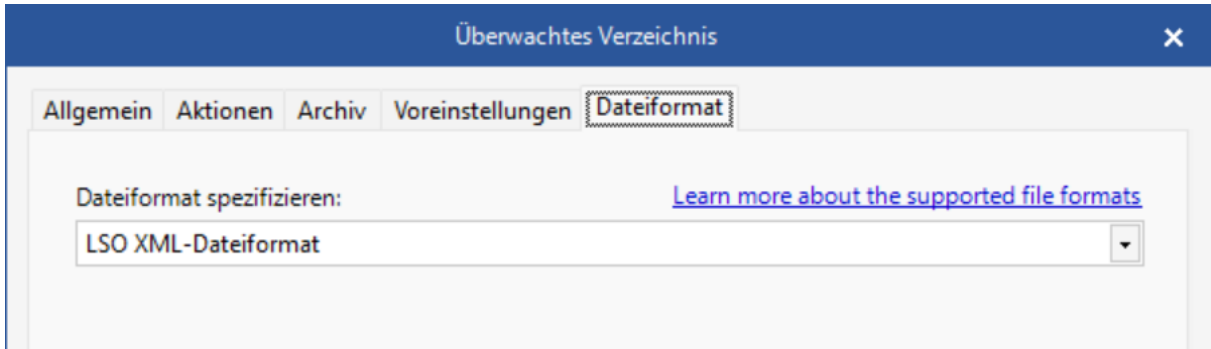 Überwachtes Verzeichnis
Allgemein Aktionen Archiv Voreinstellungen Dateiformat
Dateiformat spezifizieren: Learn more about the supported file formats
LSO XML-Dateiformat